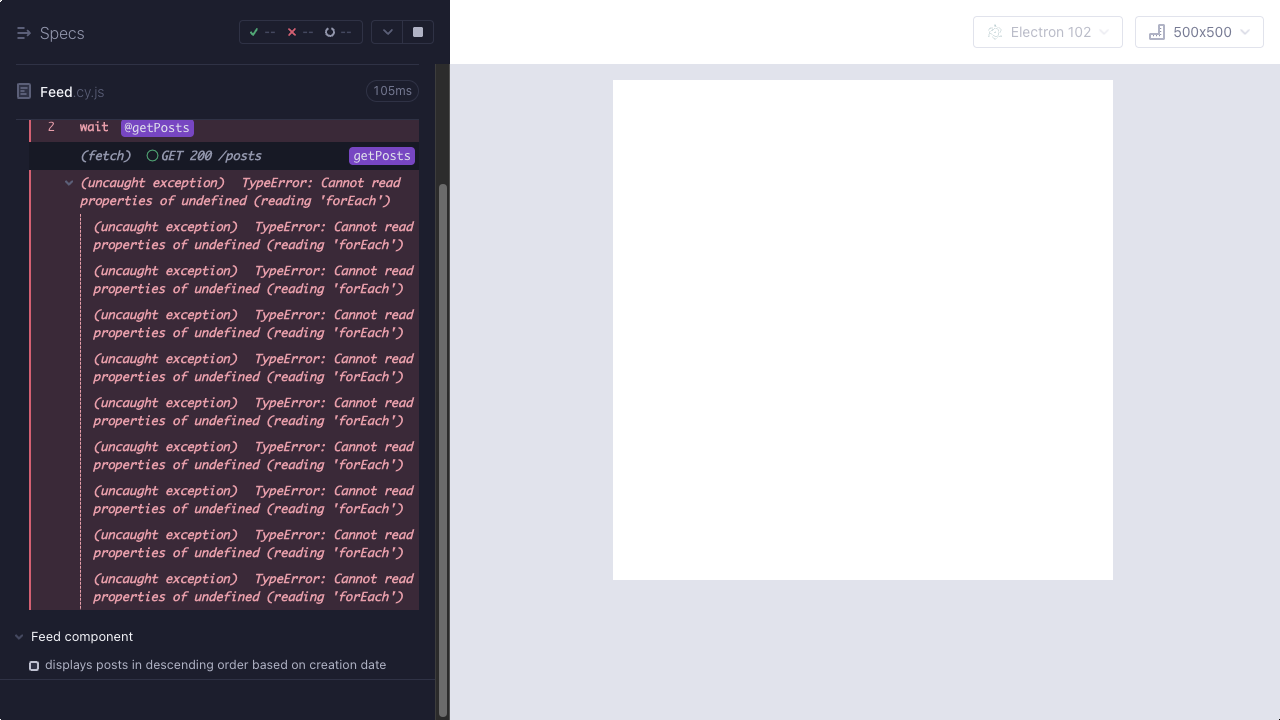 Specs
-- -- --
Electron 102
500x500
Feed.cy.js
105ms
2 wait @getPosts
(fetch) GET 200 /posts getPosts
(uncaught exception) TypeError: Cannot read
properties of undefined (reading 'forEach')
(uncaught exception) TypeError: Cannot read
properties of undefined (reading 'forEach')
(uncaught exception) TypeError: Cannot read
properties of undefined (reading 'forEach')
(uncaught exception) TypeError: Cannot read
properties of undefined (reading 'forEach')
(uncaught exception) TypeError: Cannot read
properties of undefined (reading 'forEach')
(uncaught exception) TypeError: Cannot read
properties of undefined (reading 'forEach')
(uncaught exception) TypeError: Cannot read
properties of undefined (reading 'forEach')
(uncaught exception) TypeError: Cannot read
properties of undefined (reading 'forEach')
(uncaught exception) TypeError: Cannot read
properties of undefined (reading 'forEach')
(uncaught exception) TypeError: Cannot read
properties of undefined (reading 'forEach')
Feed component
displays posts in descending order based on creation date